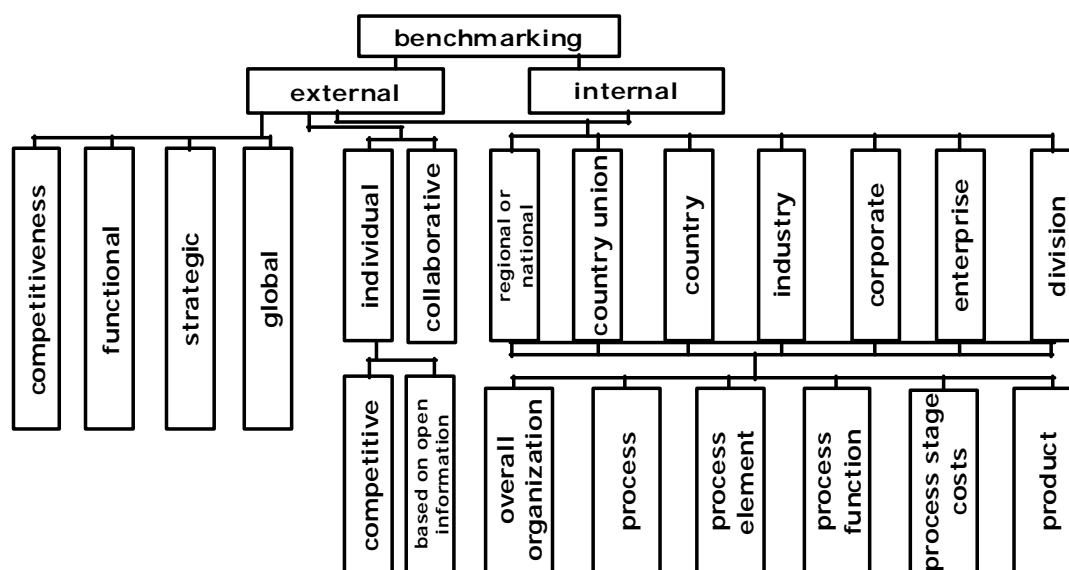 benchmarking
external
internal
competitiveness
functional
strategic
global
individual
collaborative
regional or
national
country union
country
industry
corporate
enterprise
division
competitive
based on open
information
overall
organization
process
process
element
process
function
process stage
costs
product